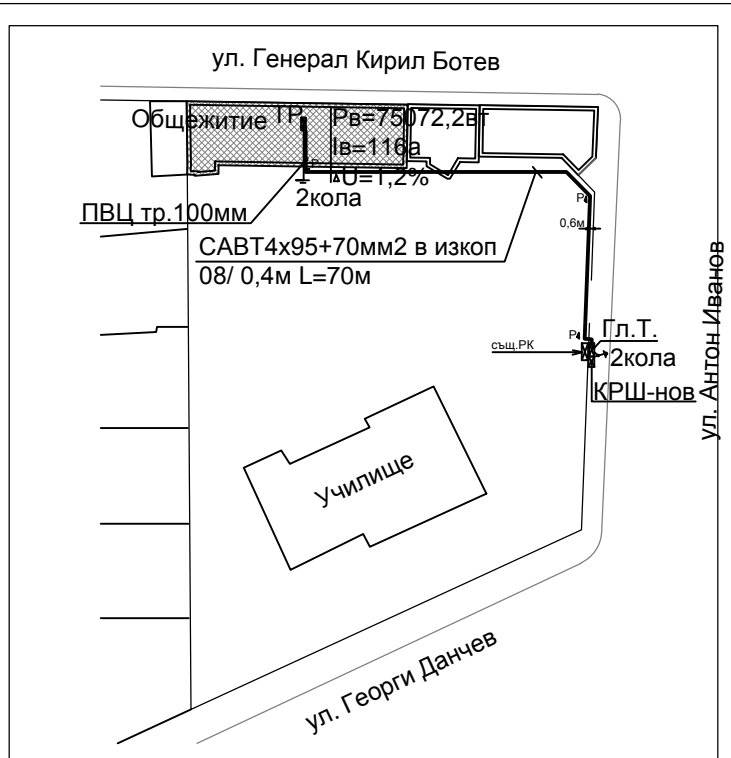 ул. Генерал Кирил Ботев
Общежитие
ТР
Рв=75072,2вт
Iв=116а
ΔU=1,2%
Р
2кола
ПВЦ тр.100мм
САВТ4х95+70мм2 в изкоп
08/ 0,4м L=70м
Р
0,6м
ул. Антон Иванов
Р
Гл.Т.
същ.РК
2кола
КРШ-нов
Училище
ул. Георги Данчев